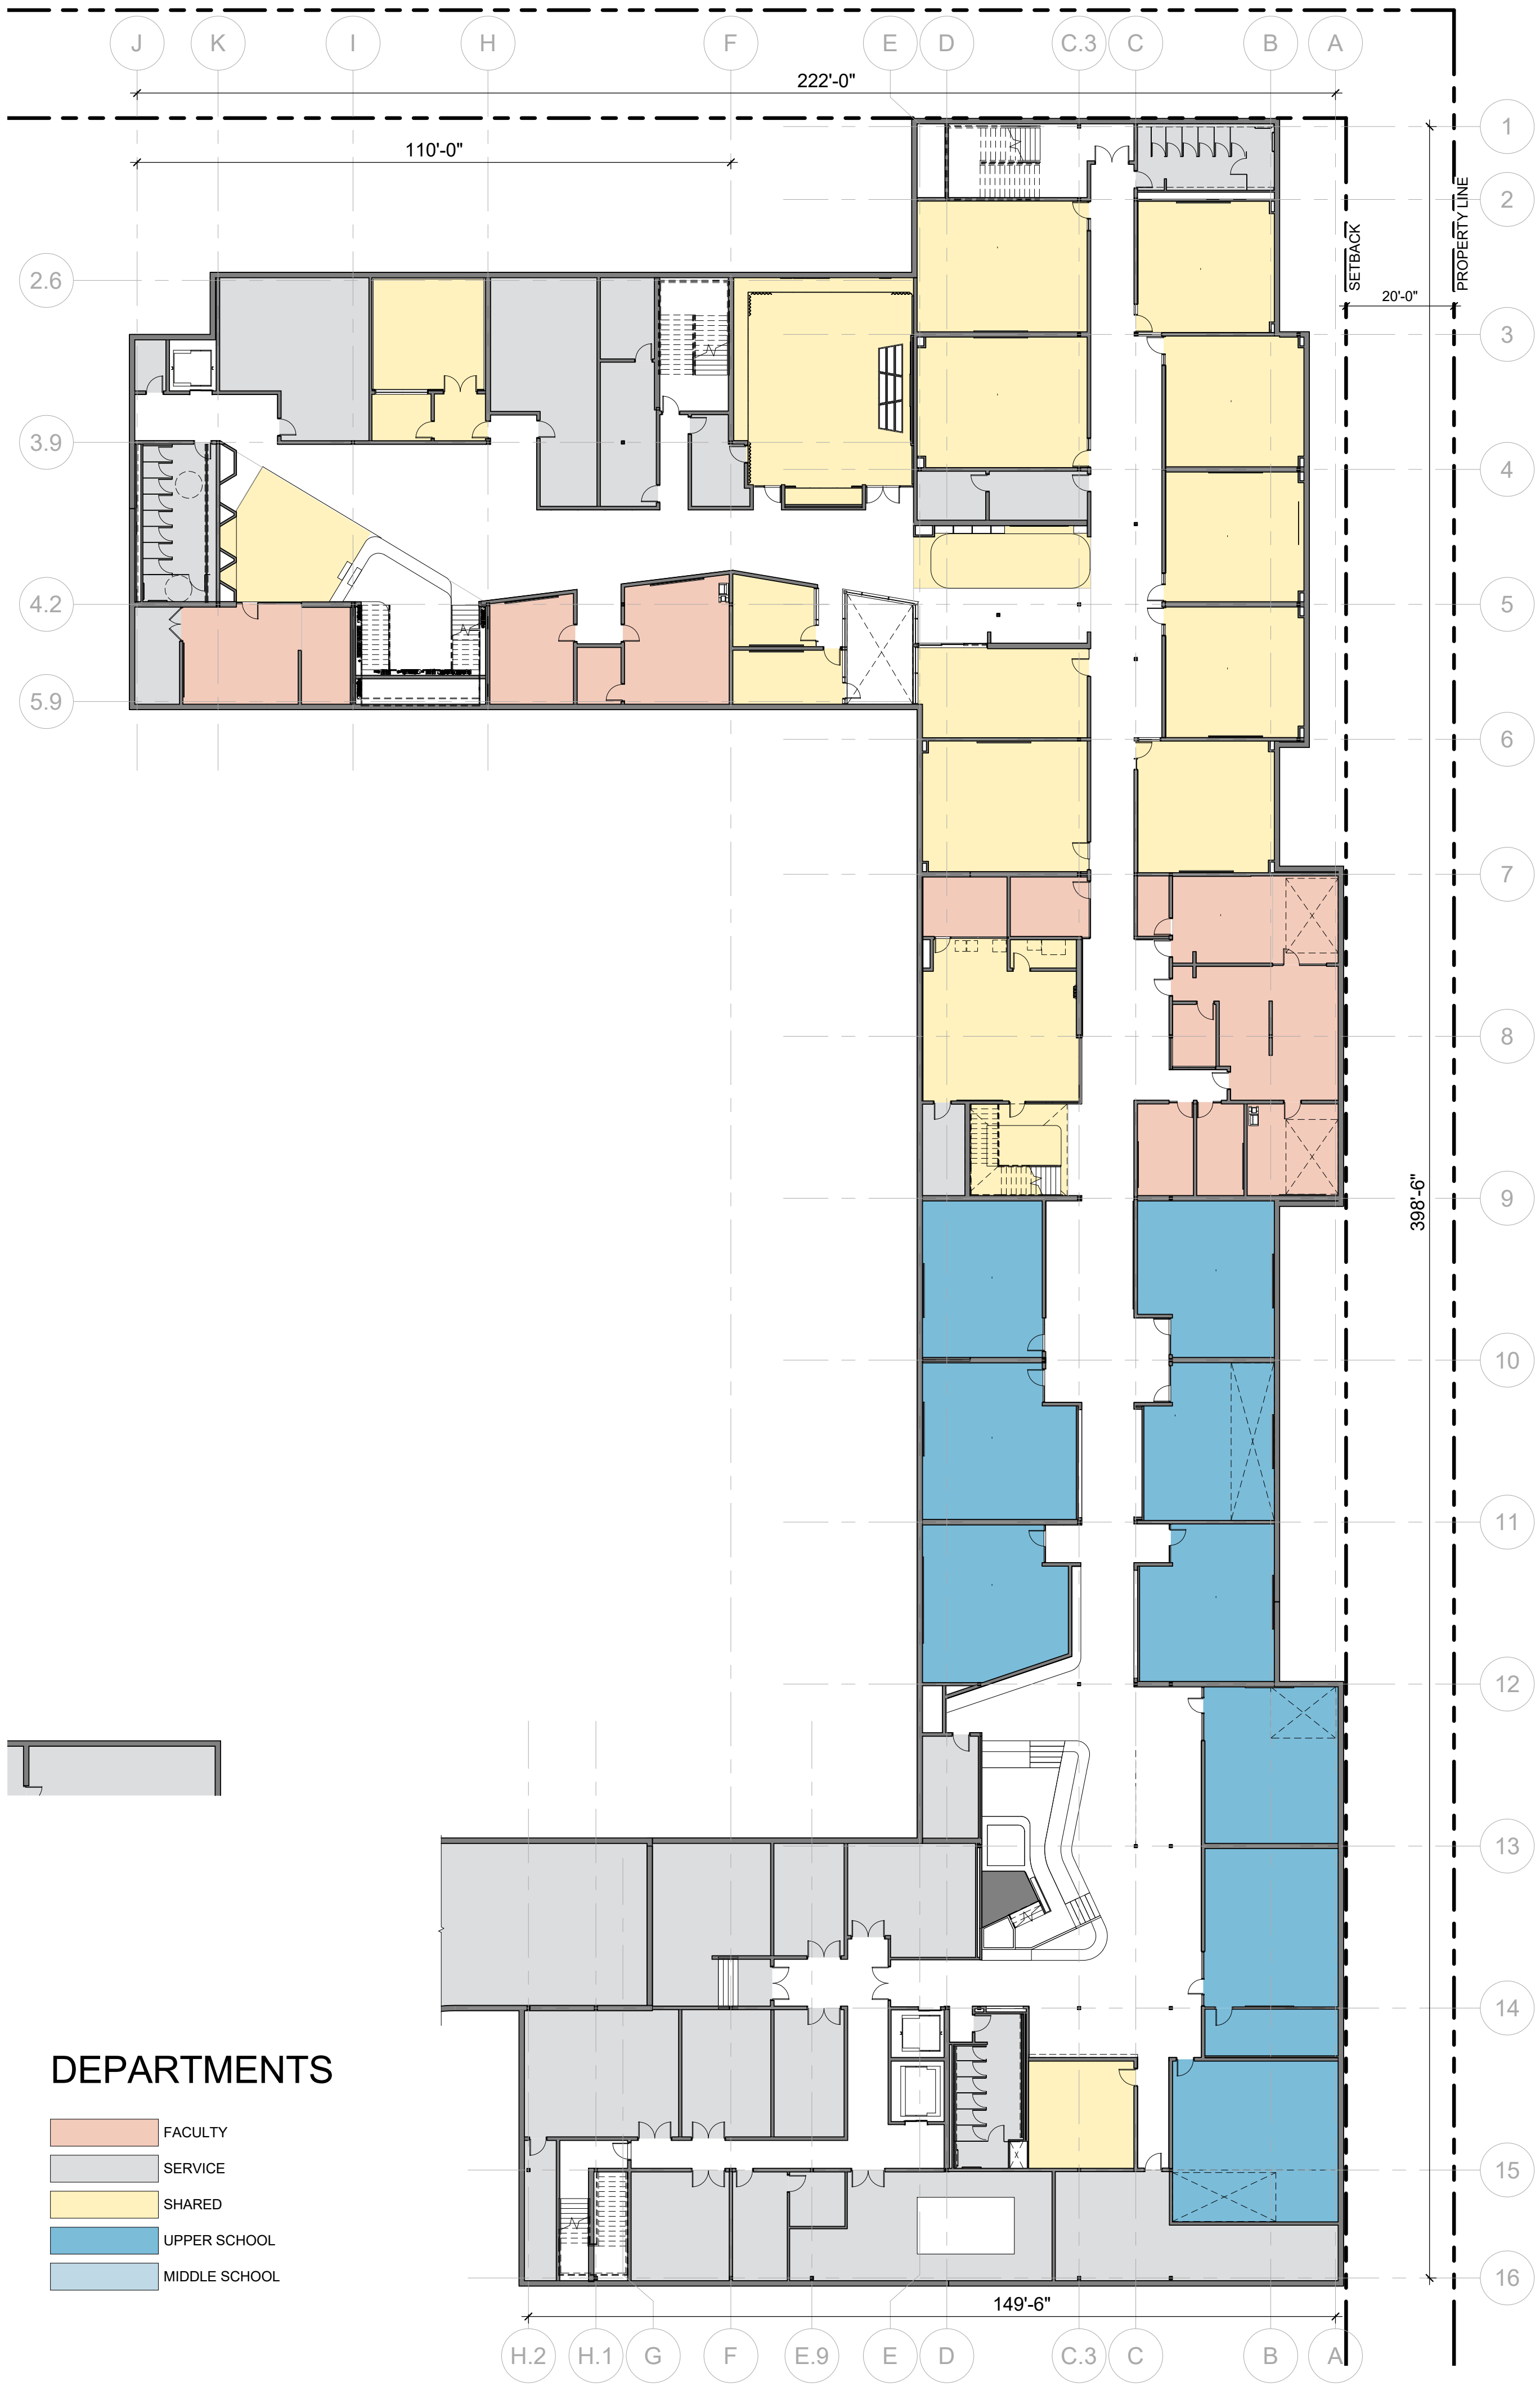 J K I H F E D C.3 C B A
222'-0"
1
110'-0"
2
SETBACK
PROPERTY LINE
2.6
20'-0"
3
3.9
4
4.2
5
5.9
6
7
8
9
398'-6"
10
11
12
13
14
DEPARTMENTS
FACULTY
SERVICE
15
SHARED
UPPER SCHOOL
MIDDLE SCHOOL
16
149'-6"
H.2 H.1 G F E.9 E D C.3 C B A